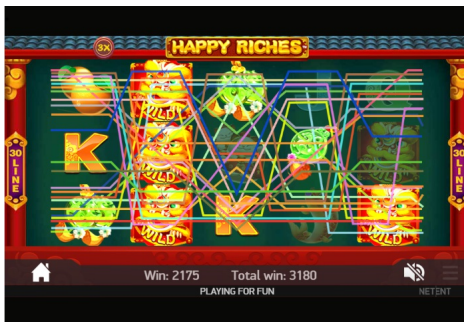 3X
HAPPY RICHES
WILD
K
WILD
30 LINE
30 LINE
WILD
K
WILD
Win: 2175 Total win: 3180
PLAYING FOR FUN
NETENT